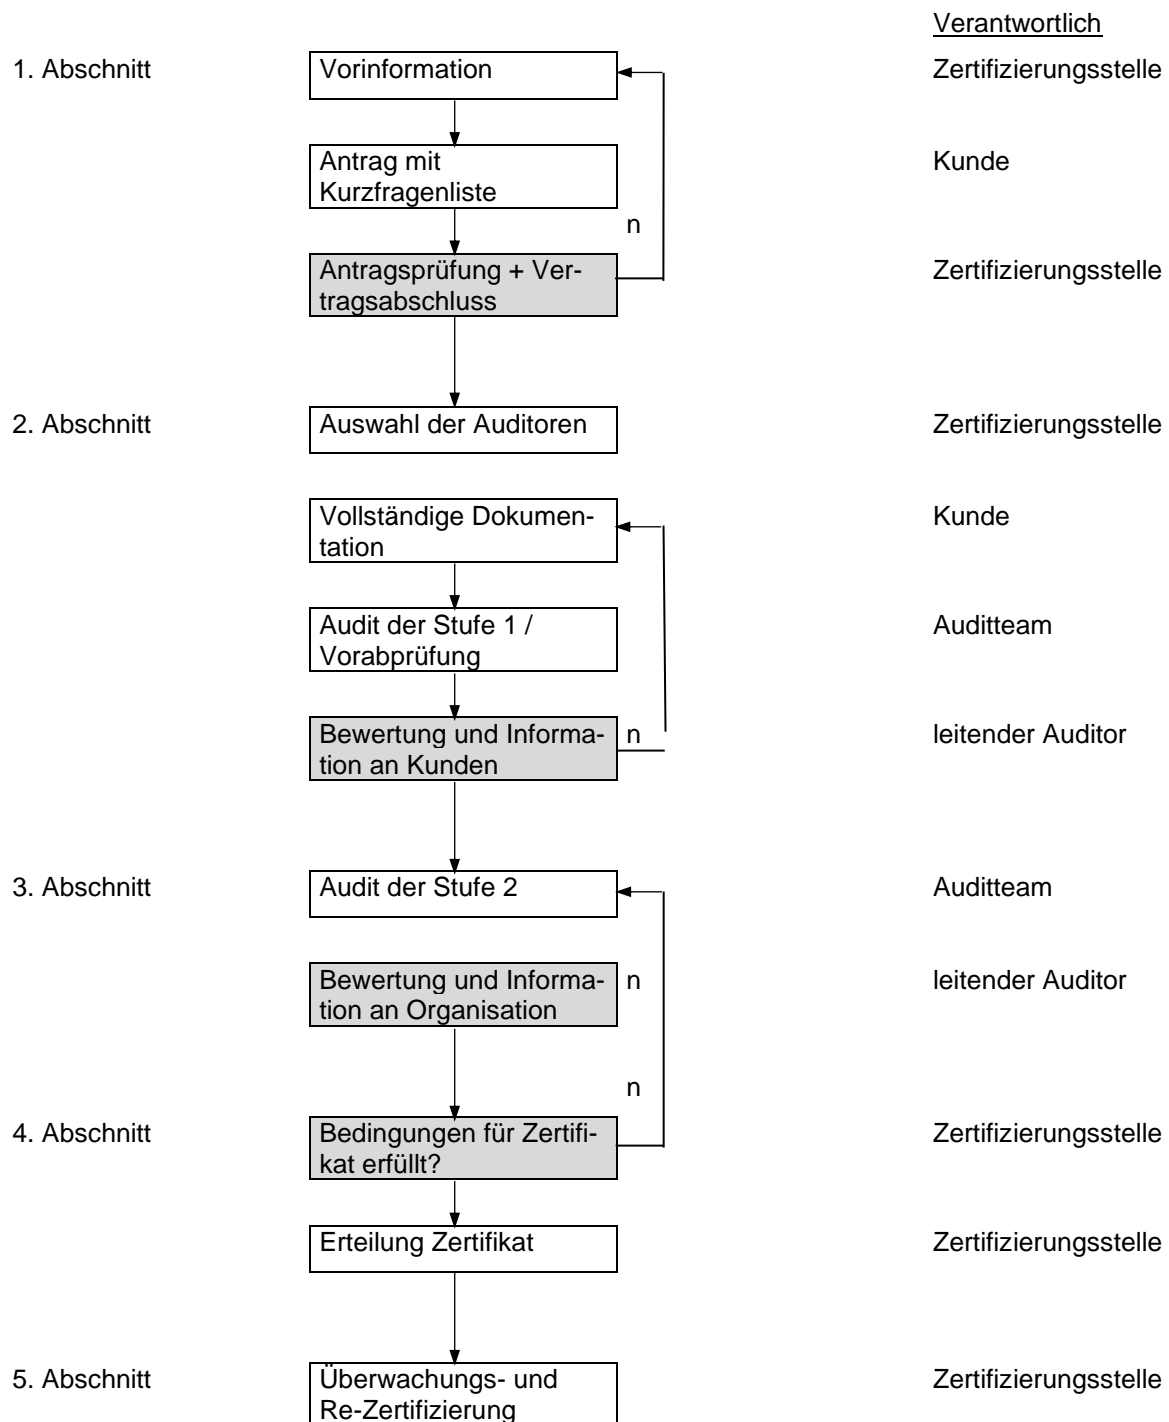 Verantwortlich
1. Abschnitt Vorinformation Zertifizierungsstelle
Antrag mit Kunde
Kurzfragenliste
n
Antragsprüfung + Ver- Zertifizierungsstelle
tragsabschluss
2. Abschnitt Auswahl der Auditoren Zertifizierungsstelle
Vollständige Dokumen- Kunde
tation
Audit der Stufe 1 / Auditteam
Vorabprüfung
Bewertung und Informa- n leitender Auditor
tion an Kunden
3. Abschnitt Audit der Stufe 2 Auditteam
Bewertung und Informa- n leitender Auditor
tion an Organisation
n
4. Abschnitt Bedingungen für Zertifi- Zertifizierungsstelle
kat erfüllt?
Erteilung Zertifikat Zertifizierungsstelle
5. Abschnitt Überwachungs- und Zertifizierungsstelle
Re-Zertifizierung